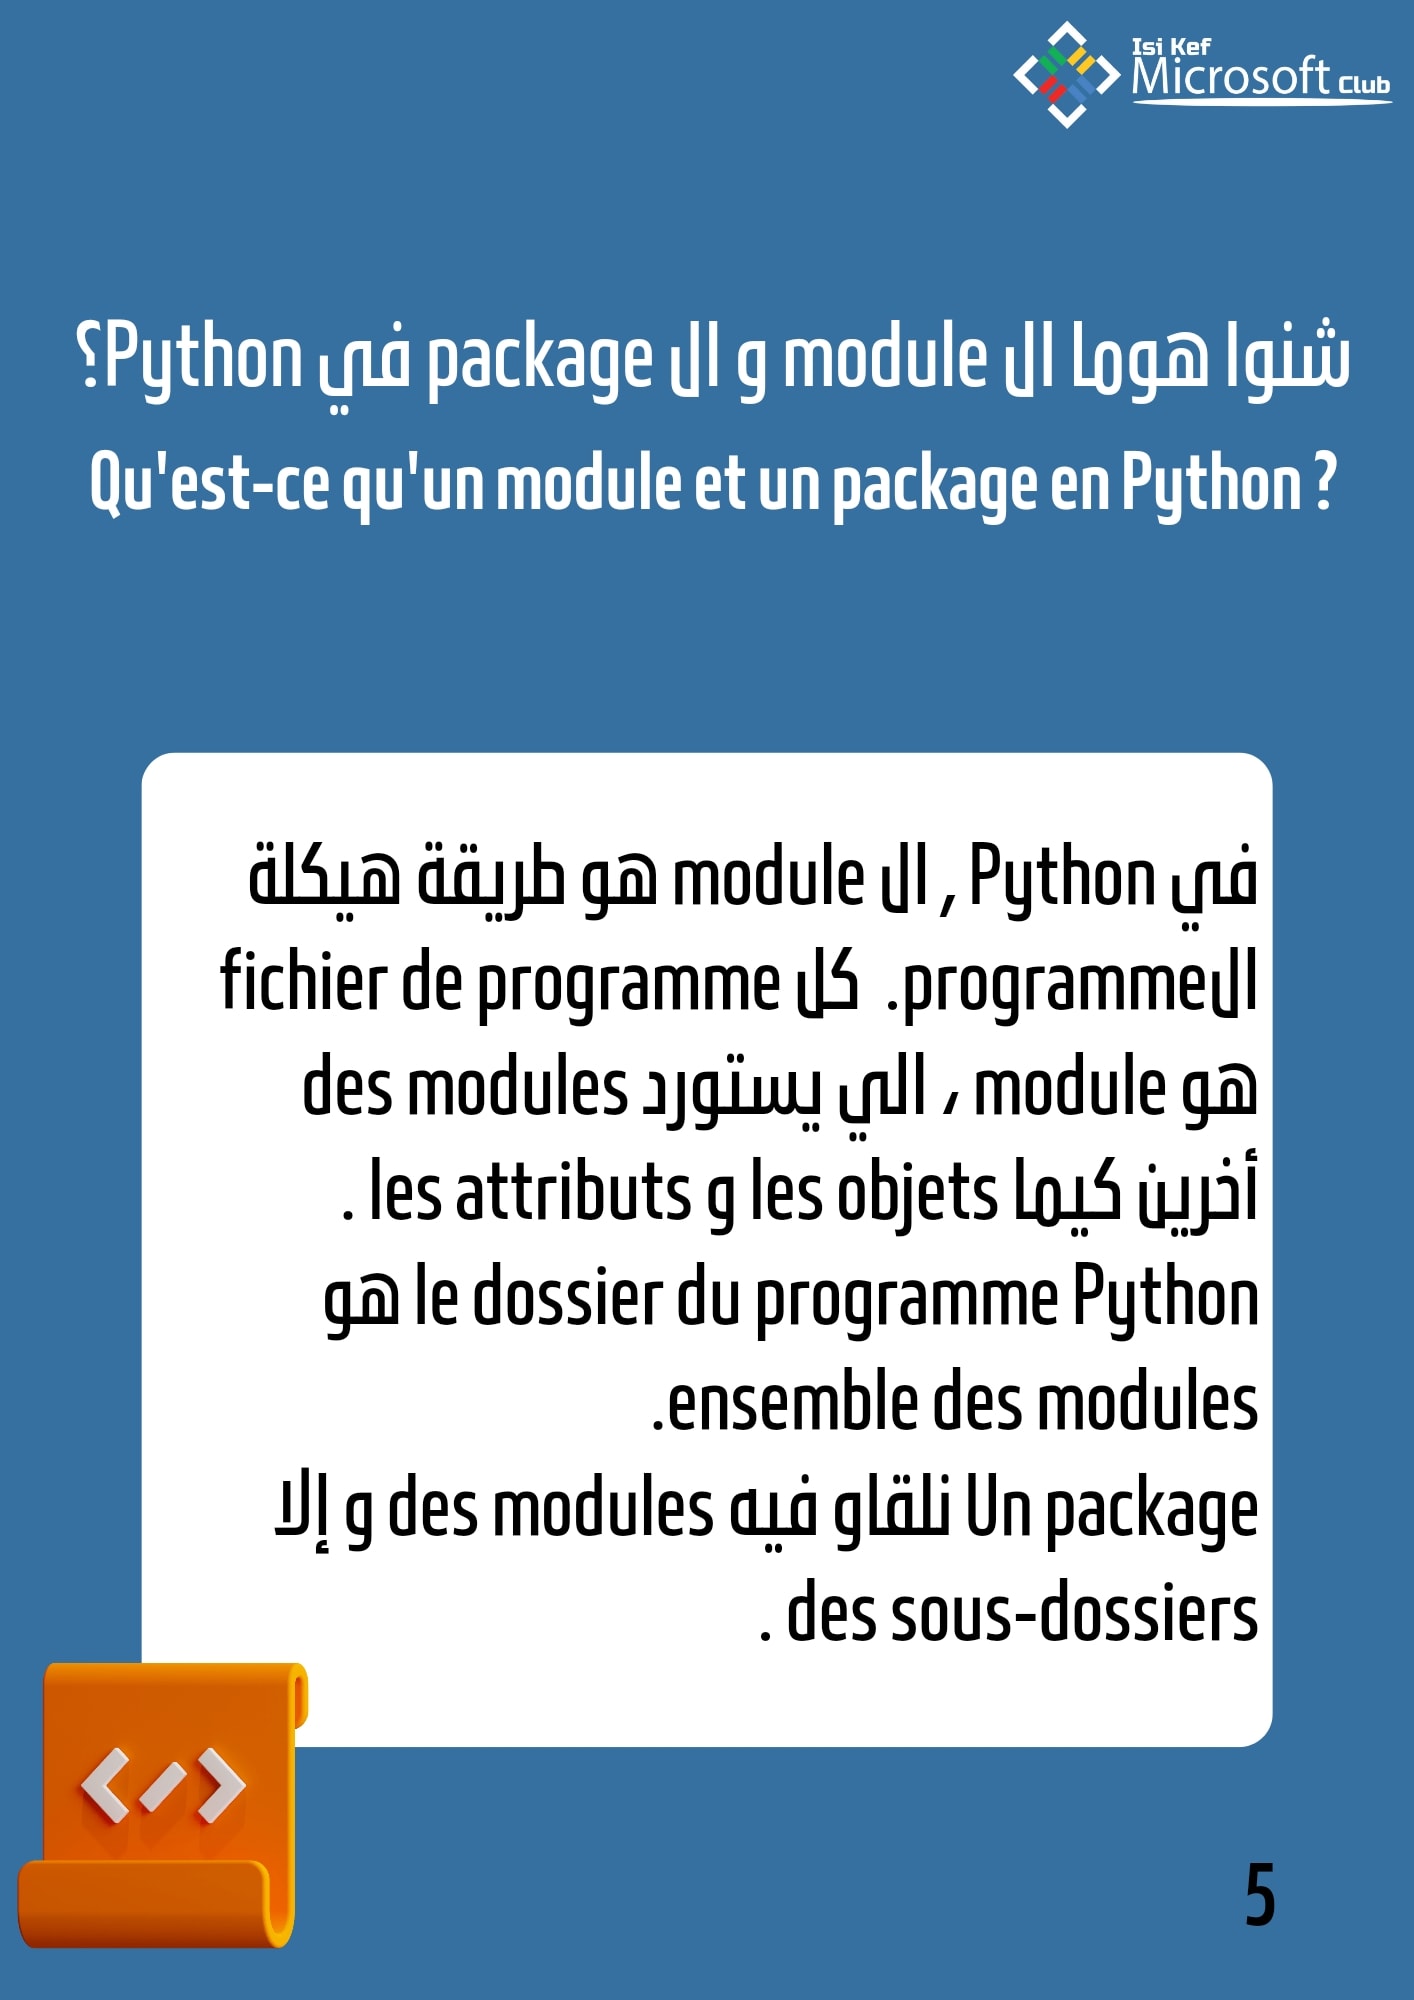 Isi Kef
Microsoft Club
شنوا هوما ال module و ال package في Python؟
Qu'est-ce qu'un module et un package en Python ?
في Python , ال module هو طريقة هيكلة
الprogramme. كل fichier de programme
هو module ، الي يستورد des modules
أخرين كيما les objets و les attributs .
le dossier du programme Python هو
ensemble des modules.
Un package نلقاو فيه des modules و إلا
des sous-dossiers .
5